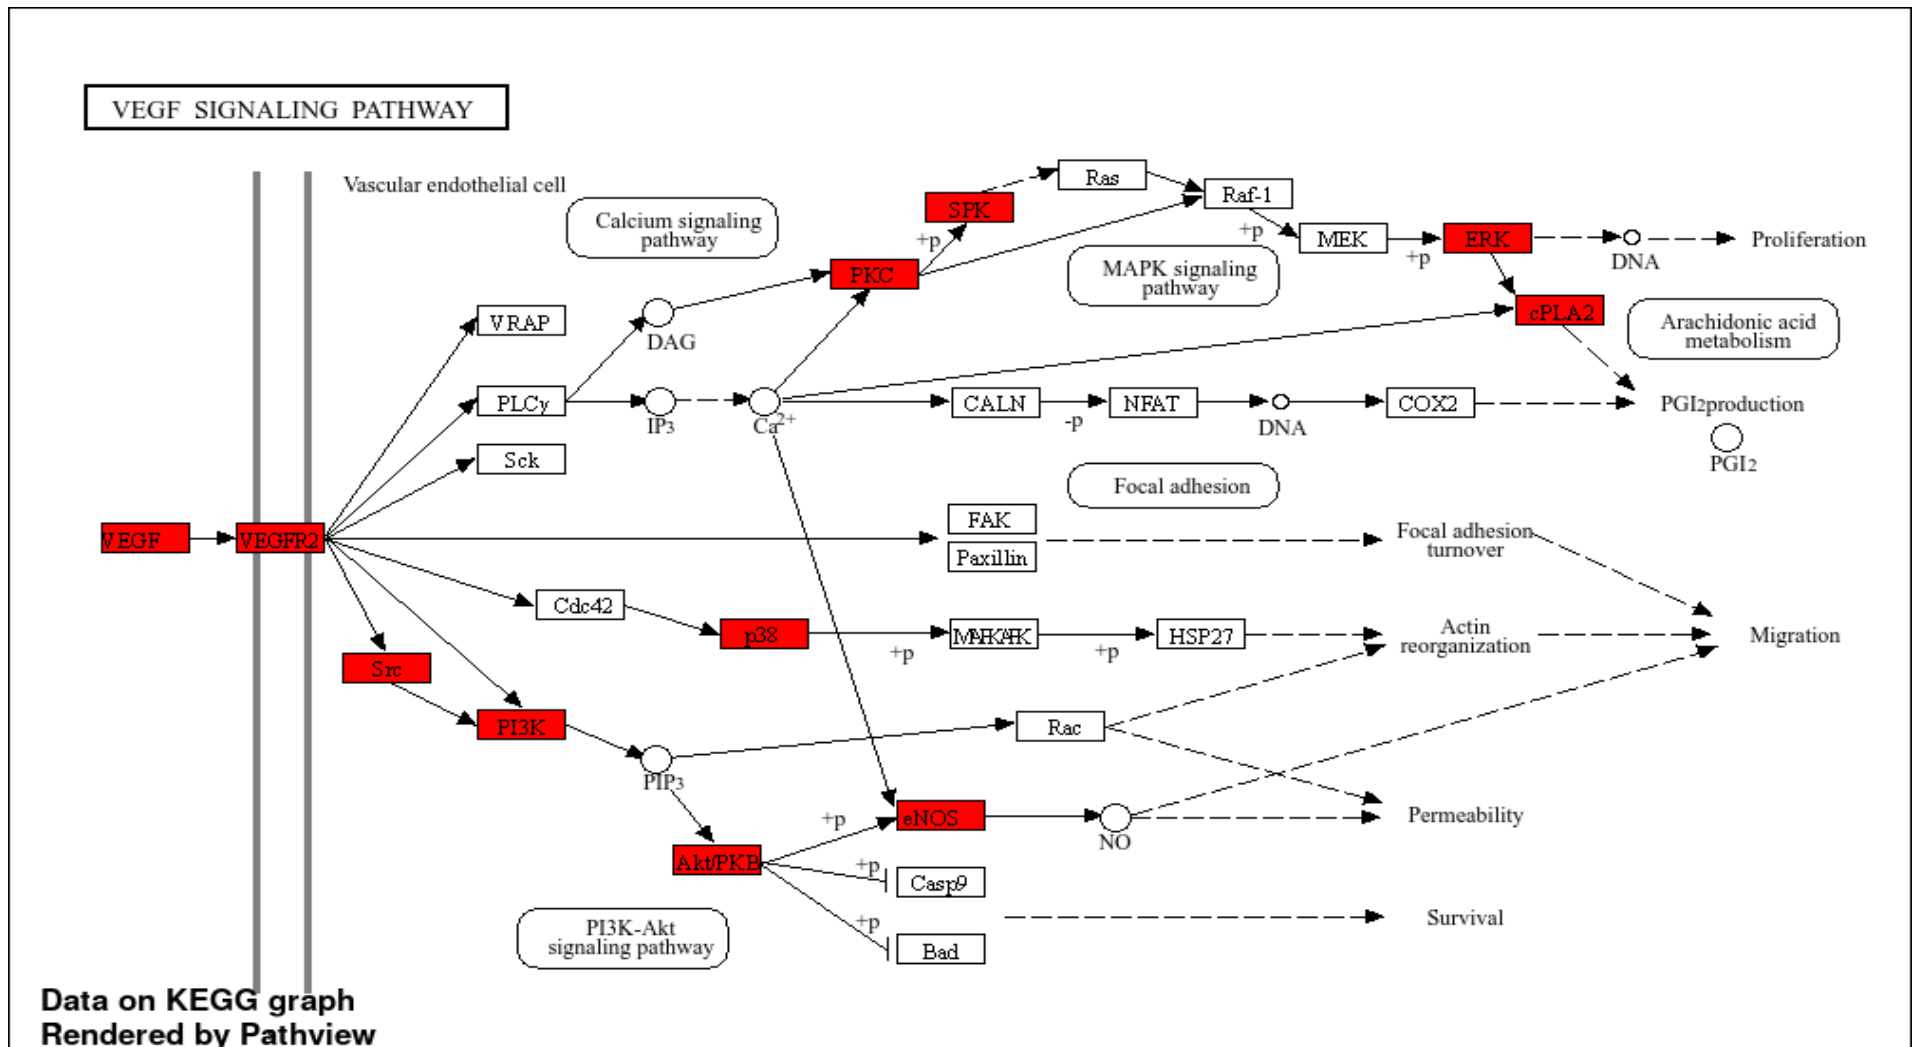 VEGF SIGNALING PATHWAY
Vascular endothelial cell
Calcium signaling
pathway
SPK
Ras
Raf-1
+p
+p
MEK
+p
ERK
DNA
Proliferation
PKC
MAPK signaling
pathway
cPLA2
Arachidonic acid
metabolism
VRAP
DAG
PLCγ
IP3
Ca2+
CALN
-p
NFAT
DNA
COX2
PGI2production
PGI2
Sck
Focal adhesion
VEGF
VEGFR2
FAK
Paxillin
Focal adhesion
turnover
Cdc42
p38
+p
+p
HSP27
Actin
reorganization
Migration
Src
PI3K
PIP3
Rac
+p
eNOS
NO
Permeability
Akt/PKB
+p
Casp9
+p
Bad
Survival
PI3K-Akt
signaling pathway
Data on KEGG graph
Rendered by Pathview